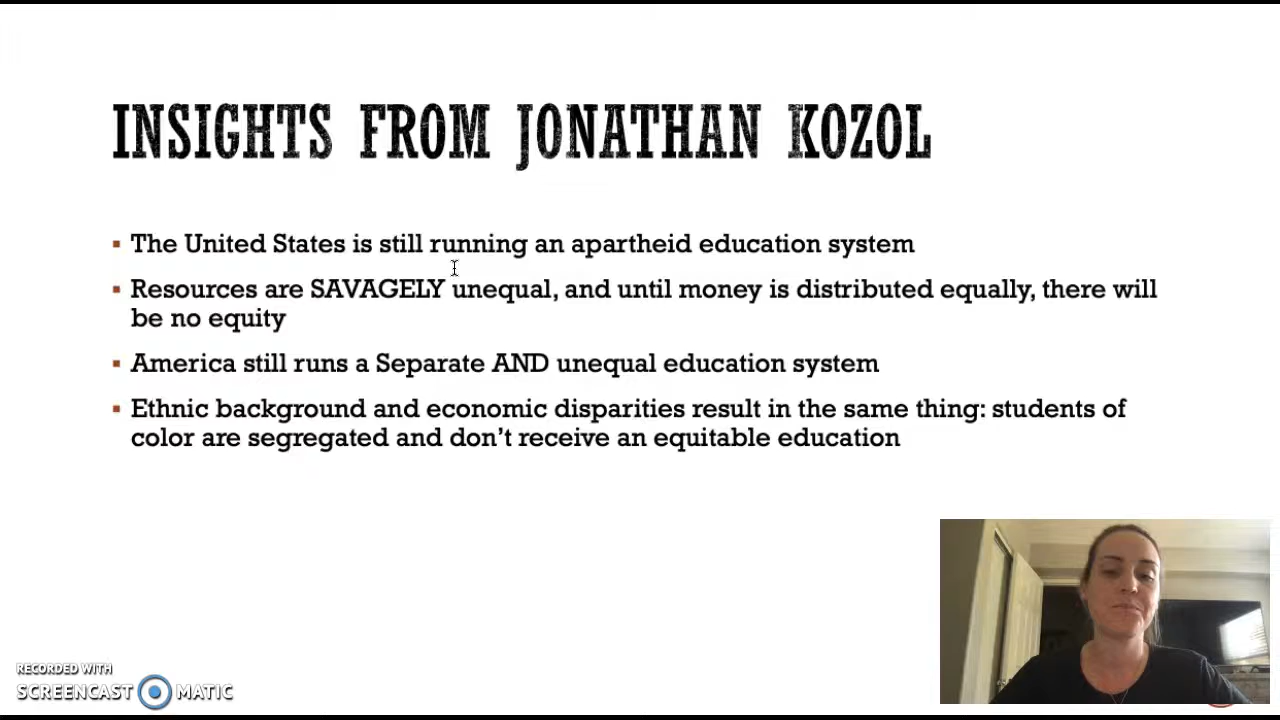 INSIGHTS FROM JONATHAN KOZOL
The United States is still running an apartheid education system
Resources are SAVAGELY unequal, and until money is distributed equally, there will
be no equity
America still runs a Separate AND unequal education system
Ethnic background and economic disparities result in the same thing: students of
color are segregated and don't receive an equitable education
RECORDED WITH
SCREENCAST MATIC